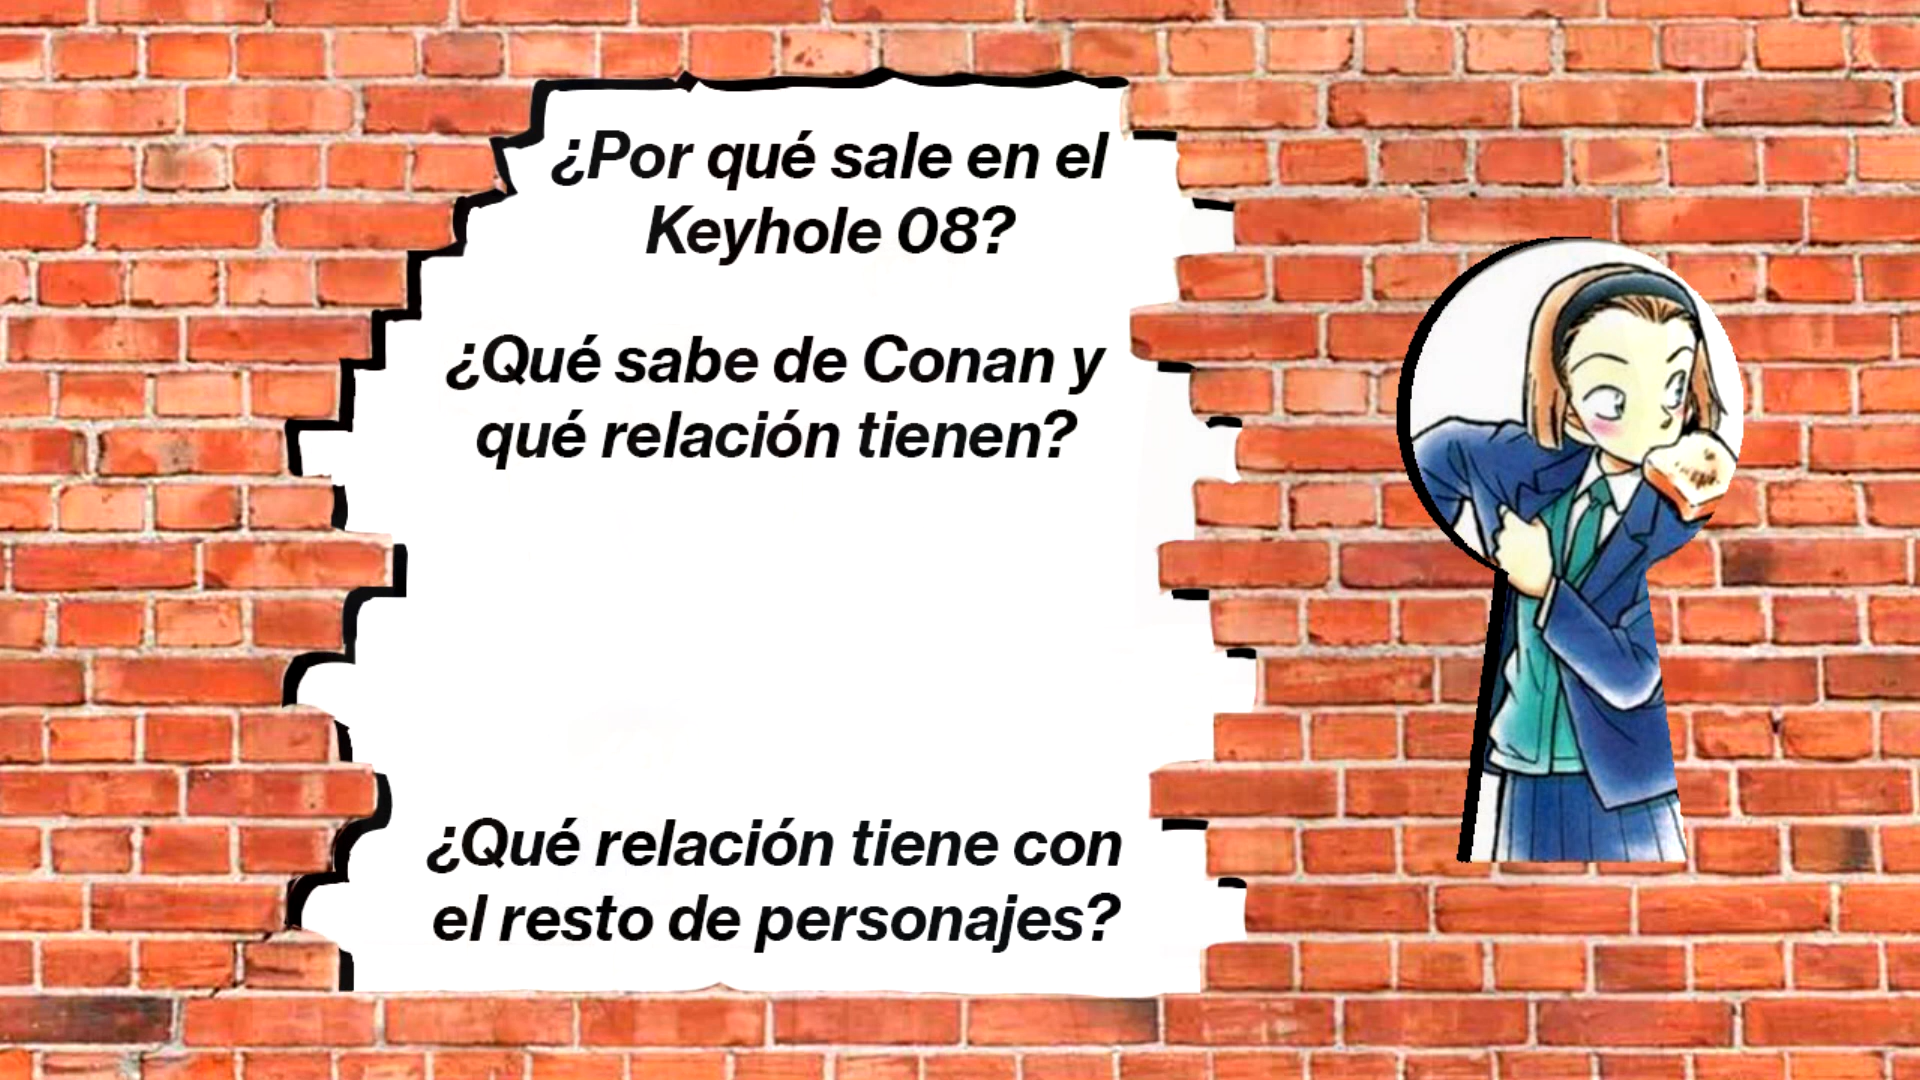 ¿Por qué sale en el
Keyhole 08?
¿Qué sabe de Conan y
qué relación tienen?
¿Qué relación tiene con
el resto de personajes?